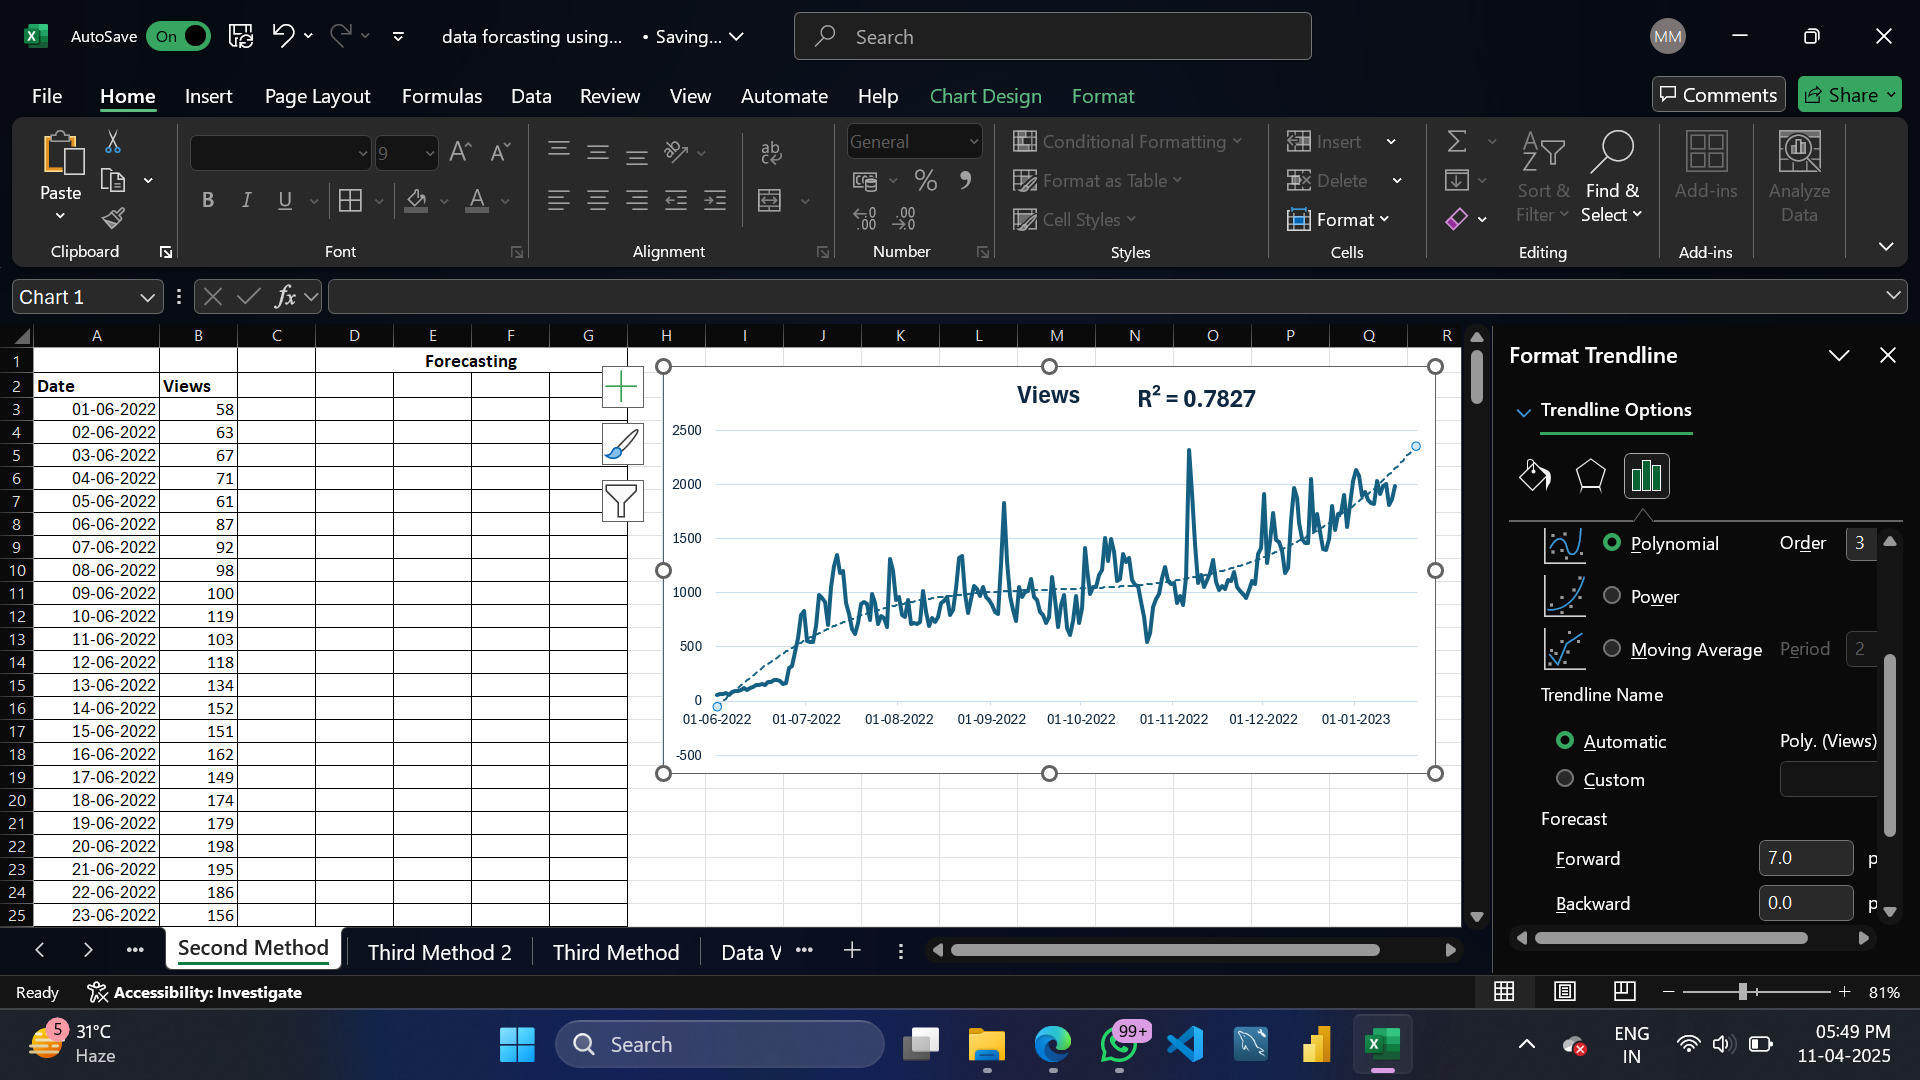 AutoSave On data forcasting using... • Saving... Search MM
File Home Insert Page Layout Formulas Data Review View Automate Help Chart Design Format Comments Share
Paste
Clipboard
9
B I U A
Font
ab
Alignment
General
% 9
Number
Conditional Formatting
Format as Table
Cell Styles
Styles
Insert
Delete
Format
Cells
Sort & Filter
Find & Select
Editing
Add-ins
Add-ins
Analyze Data
Chart 1 fx
A B C D E F G H I J K L M N O P Q R
1 Forecasting
2 Date Views
3 01-06-2022 58
4 02-06-2022 63
5 03-06-2022 67
6 04-06-2022 71
7 05-06-2022 61
8 06-06-2022 87
9 07-06-2022 92
10 08-06-2022 98
11 09-06-2022 100
12 10-06-2022 119
13 11-06-2022 103
14 12-06-2022 118
15 13-06-2022 134
16 14-06-2022 152
17 15-06-2022 151
18 16-06-2022 162
19 17-06-2022 149
20 18-06-2022 174
21 19-06-2022 179
22 20-06-2022 198
23 21-06-2022 195
24 22-06-2022 186
25 23-06-2022 156
Views R² = 0.7827
2500
2000
1500
1000
500
0
01-06-2022 01-07-2022 01-08-2022 01-09-2022 01-10-2022 01-11-2022 01-12-2022 01-01-2023
-500
Format Trendline
Trendline Options
Polynomial Order 3
Power
Moving Average Period 2
Trendline Name
Automatic Poly. (Views)
Custom
Forecast
Forward 7.0 p
Backward 0.0 p
Second Method Third Method 2 Third Method Data V ...
Ready Accessibility: Investigate 81%
5 31°C
Haze
Search
99+
ENG
IN
05:49 PM
11-04-2025